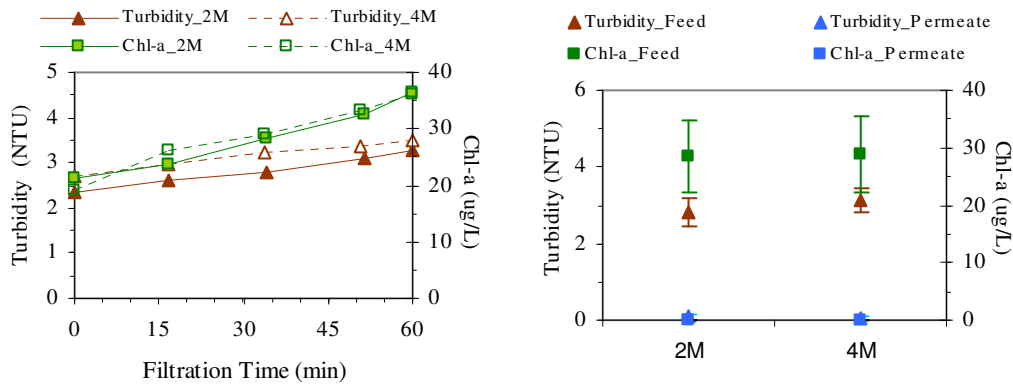 Turbidity_2M
Turbidity_4M
Chl-a_2M
Chl-a_4M
5
4
3
2
1
0
Turbidity (NTU)
40
30
20
10
0
Chl-a (ug/L)
0
15
30
45
60
Filtration Time (min)
Turbidity_Feed
Turbidity_Permeate
Chl-a_Feed
Chl-a_Permeate
6
4
2
0
Turbidity (NTU)
40
30
20
10
0
Chl-a (ug/L)
2M
4M